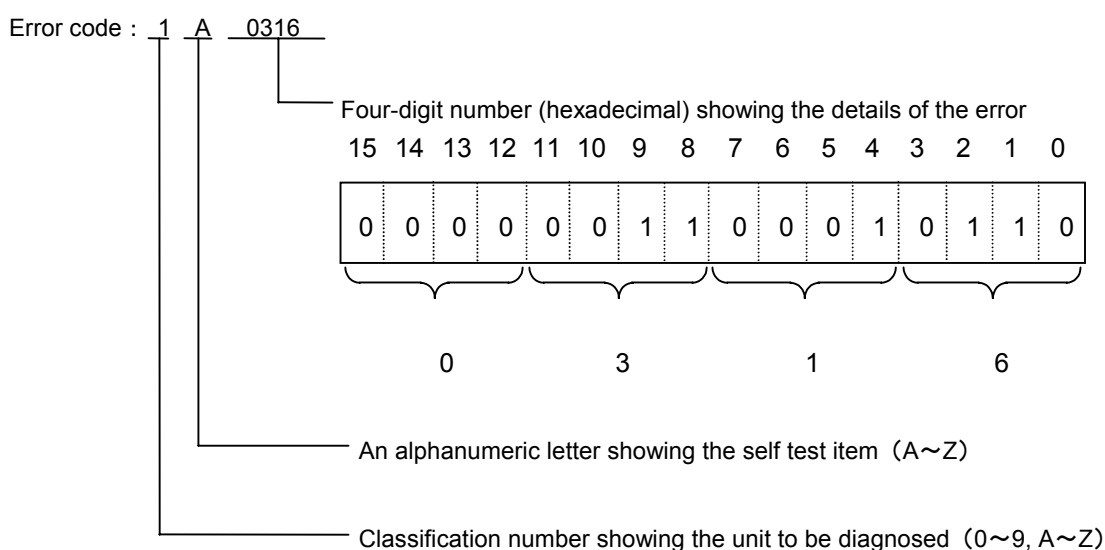 Error code：1 A 0316
Four-digit number (hexadecimal) showing the details of the error
15 14 13 12 11 10 9 8 7 6 5 4 3 2 1 0
0 0 0 0 0 0 1 1 0 0 0 1 0 1 1 0
0 3 1 6
An alphanumeric letter showing the self test item（A～Z）
Classification number showing the unit to be diagnosed（0～9, A～Z）